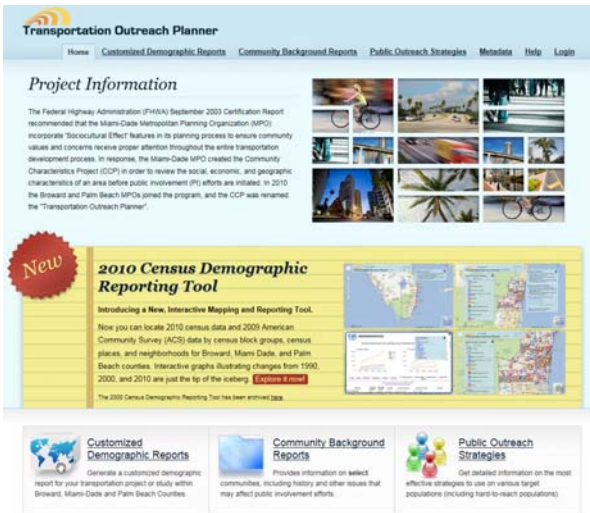 Transportation Outreach Planner
Home Customized Demographic Reports Community Background Reports Public Outreach Strategies Metadata Help Login
Project Information
The Federal Highway Administration (FHWA) September 2003 Certification Report
recommended that the Miami-Dade Metropolitan Planning Organization (MPO)
incorporate 'Sociocultural Effect' features in its planning process to ensure community
values and concerns receive proper attention throughout the entire transportation
development process. In response, the Miami-Dade MPO created the Community
Characteristics Project (CCP) in order to review the social, economic, and geographic
characteristics of an area before public involvement (PI) efforts are initiated. In 2010
the Broward and Palm Beach MPOs joined the program, and the CCP was renamed
the "Transportation Outreach Planner".
New
2010 Census Demographic
Reporting Tool
Introducing a New, Interactive Mapping and Reporting Tool.
Now you can locate 2010 census data and 2009 American
Community Survey (ACS) data by census block groups, census
places, and neighborhoods for Broward, Miami Dade, and Palm
Beach counties. Interactive graphs illustrating changes from 1990,
2000, and 2010 are just the tip of the iceberg. Explore it now!
The 2000 Census Demographic Reporting Tool has been archived here.
Customized
Demographic Reports
Generate a customized demographic
report for your transportation project or study within
Broward, Miami-Dade and Palm Beach Counties.
Community Background
Reports
Provides information on select
communities, including history and other issues that
may affect public involvement efforts.
Public Outreach
Strategies
Get detailed information on the most
effective strategies to use on various target
populations (including hard-to-reach populations).